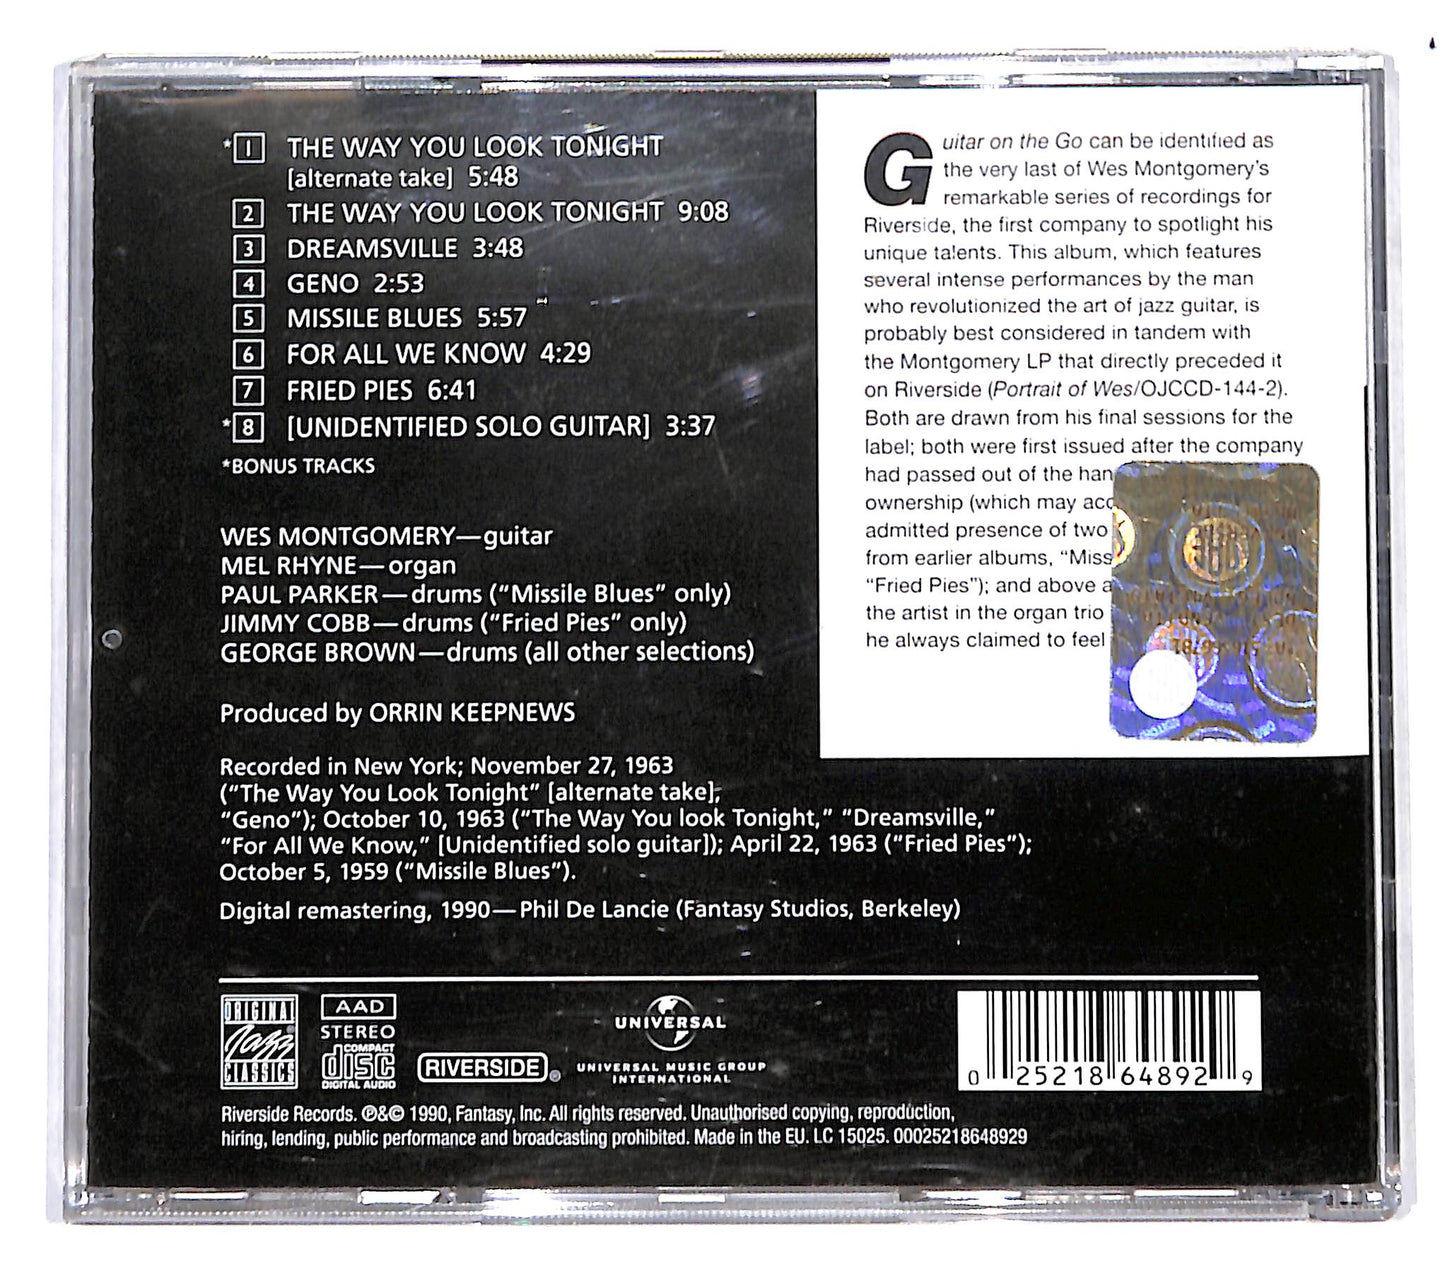 *1 THE WAY YOU LOOK TONIGHT
[alternate take] 5:48
2 THE WAY YOU LOOK TONIGHT 9:08
3 DREAMSVILLE 3:48
4 GENO 2:53
5 MISSILE BLUES 5:57
6 FOR ALL WE KNOW 4:29
7 FRIED PIES 6:41
*8 [UNIDENTIFIED SOLO GUITAR] 3:37
*BONUS TRACKS
WES MONTGOMERY—guitar
MEL RHYNE—organ
PAUL PARKER—drums ("Missile Blues" only)
JIMMY COBB—drums ("Fried Pies" only)
GEORGE BROWN—drums (all other selections)
Produced by ORRIN KEEPNEWS
Recorded in New York; November 27, 1963
("The Way You Look Tonight" [alternate take],
"Geno"); October 10, 1963 ("The Way You look Tonight," "Dreamsville,"
"For All We Know," [Unidentified solo guitar]); April 22, 1963 ("Fried Pies");
October 5, 1959 ("Missile Blues").
Digital remastering, 1990—Phil De Lancie (Fantasy Studios, Berkeley)
Guitar on the Go can be identified as
the very last of Wes Montgomery's
remarkable series of recordings for
Riverside, the first company to spotlight his
unique talents. This album, which features
several intense performances by the man
who revolutionized the art of jazz guitar, is
probably best considered in tandem with
the Montgomery LP that directly preceded it
on Riverside (Portrait of Wes/OJCCD-144-2).
Both are drawn from his final sessions for the
label; both were first issued after the company
had passed out of the han
ownership (which may acc
admitted presence of two
from earlier albums, "Miss
"Fried Pies"); and above a
the artist in the organ trio
he always claimed to feel
ORIGINAL
Jazz
CLASSICS
AAD
STEREO
COMPACT
disc
DIGITAL AUDIO
RIVERSIDE®
UNIVERSAL
UNIVERSAL MUSIC GROUP
INTERNATIONAL
0 25218 64892 9
Riverside Records. ℗&© 1990, Fantasy, Inc. All rights reserved. Unauthorised copying, reproduction,
hiring, lending, public performance and broadcasting prohibited. Made in the EU. LC 15025. 00025218648929